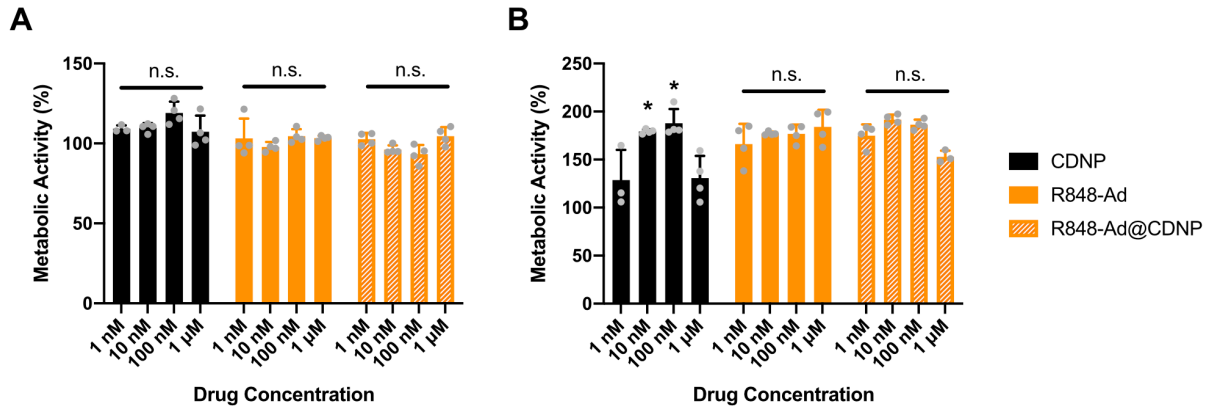 A
Metabolic Activity (%)
150
100
50
0
n.s.
n.s.
n.s.
1 nM
10 nM
100 nM
1 µM
1 nM
10 nM
100 nM
1 µM
1 nM
10 nM
100 nM
1 µM
Drug Concentration
B
Metabolic Activity (%)
250
200
150
100
50
0
*
*
n.s.
n.s.
1 nM
10 nM
100 nM
1 µM
1 nM
10 nM
100 nM
1 µM
1 nM
10 nM
100 nM
1 µM
Drug Concentration
CDNP
R848-Ad
R848-Ad@CDNP